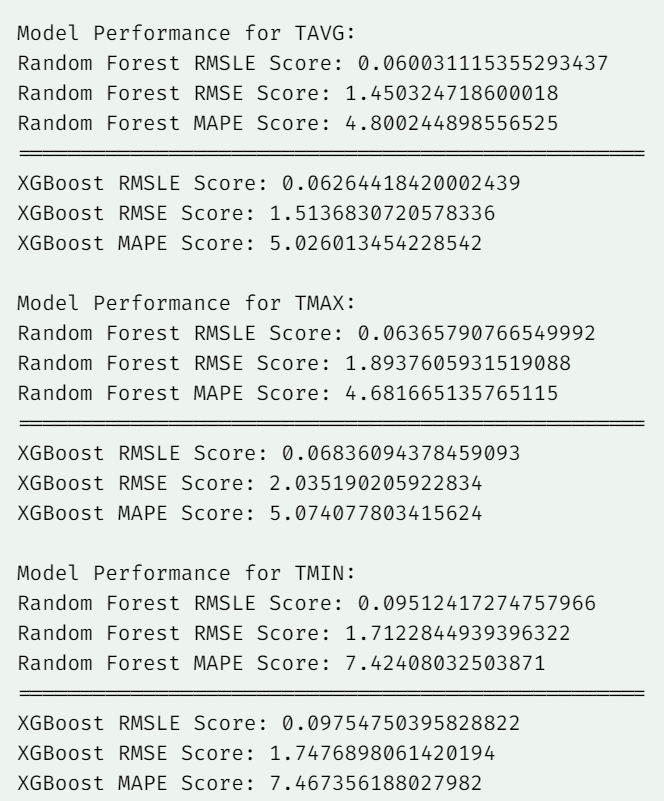 Model Performance for TAVG:
Random Forest RMSLE Score: 0.060031115355293437
Random Forest RMSE Score: 1.450324718600018
Random Forest MAPE Score: 4.800244898556525
==================================================
XGBoost RMSLE Score: 0.06264418420002439
XGBoost RMSE Score: 1.5136830720578336
XGBoost MAPE Score: 5.026013454228542

Model Performance for TMAX:
Random Forest RMSLE Score: 0.06365790766549992
Random Forest RMSE Score: 1.8937605931519088
Random Forest MAPE Score: 4.681665135765115
==================================================
XGBoost RMSLE Score: 0.06836094378459093
XGBoost RMSE Score: 2.035190205922834
XGBoost MAPE Score: 5.074077803415624

Model Performance for TMIN:
Random Forest RMSLE Score: 0.09512417274757966
Random Forest RMSE Score: 1.7122844939396322
Random Forest MAPE Score: 7.42408032503871
==================================================
XGBoost RMSLE Score: 0.09754750395828822
XGBoost RMSE Score: 1.7476898061420194
XGBoost MAPE Score: 7.467356188027982